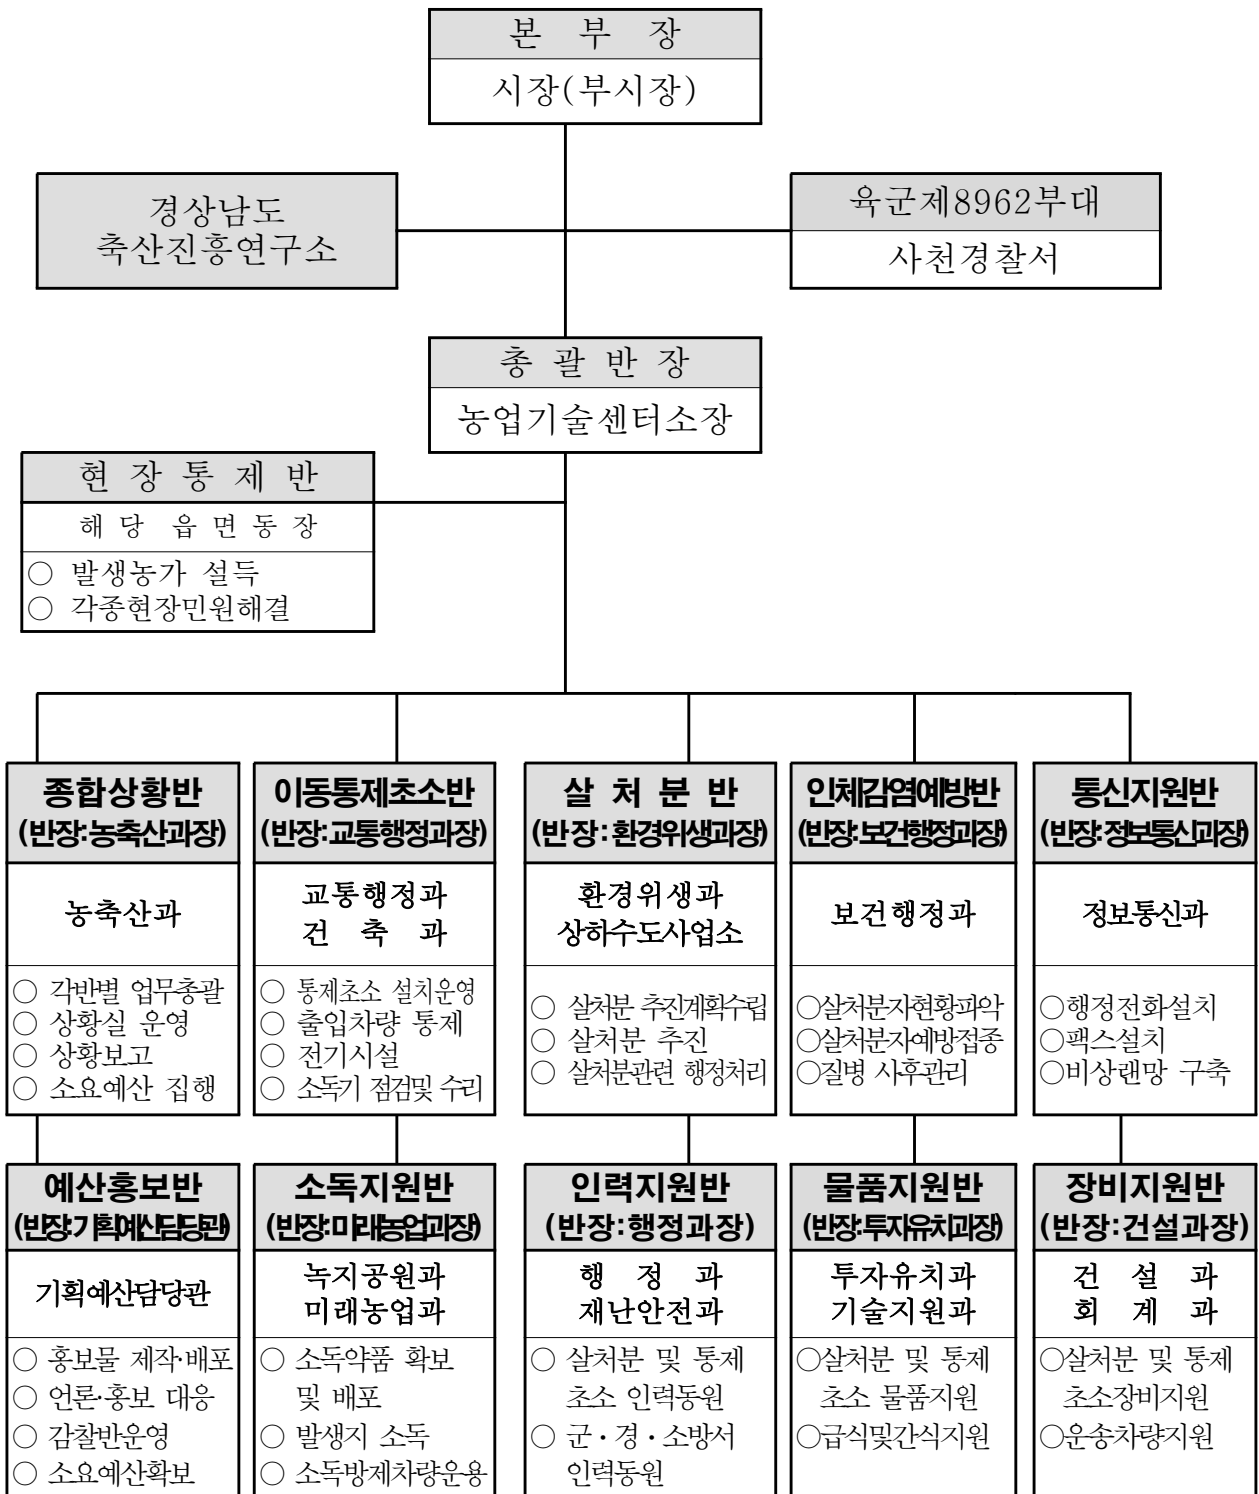 본 부 장
시장(부시장)
경상남도
축산진흥연구소
육군제8962부대
사천경찰서
총 괄 반 장
농업기술센터소장
현 장 통 제 반
해 당 읍 면 동 장
○ 발생농가 설득
○ 각종현장민원해결
종합상황반
(반장:농축산과장)
농축산과
○ 각반별 업무총괄
○ 상황실 운영
○ 상황보고
○ 소요예산 집행
이동통제초소반
(반장:교통행정과장)
교통행정과
건 축 과
○ 통제초소 설치운영
○ 출입차량 통제
○ 전기시설
○ 소독기 점검및 수리
살 처 분 반
(반장:환경위생과장)
환경위생과
상하수도사업소
○ 살처분 추진계획수립
○ 살처분 추진
○ 살처분관련 행정처리
인체감염예방반
(반장:보건행정과장)
보건행정과
○살처분자현황파악
○살처분자예방접종
○질병 사후관리
통신지원반
(반장:정보통신과장)
정보통신과
○행정전화설치
○팩스설치
○비상랜망 구축
예산홍보반
(반장:기획예산담당관)
기획예산담당관
○ 홍보물 제작·배포
○ 언론·홍보 대응
○ 감찰반운영
○ 소요예산확보
소독지원반
(반장:미래농업과장)
녹지공원과
미래농업과
○ 소독약품 확보
및 배포
○ 발생지 소독
○ 소독방제차량운용
인력지원반
(반장:행정과장)
행 정 과
재난안전과
○ 살처분 및 통제
초소 인력동원
○ 군·경·소방서
인력동원
물품지원반
(반장:투자유치과장)
투자유치과
기술지원과
○살처분 및 통제
초소 물품지원
○급식및간식지원
장비지원반
(반장:건설과장)
건 설 과
회 계 과
○살처분 및 통제
초소장비지원
○운송차량지원